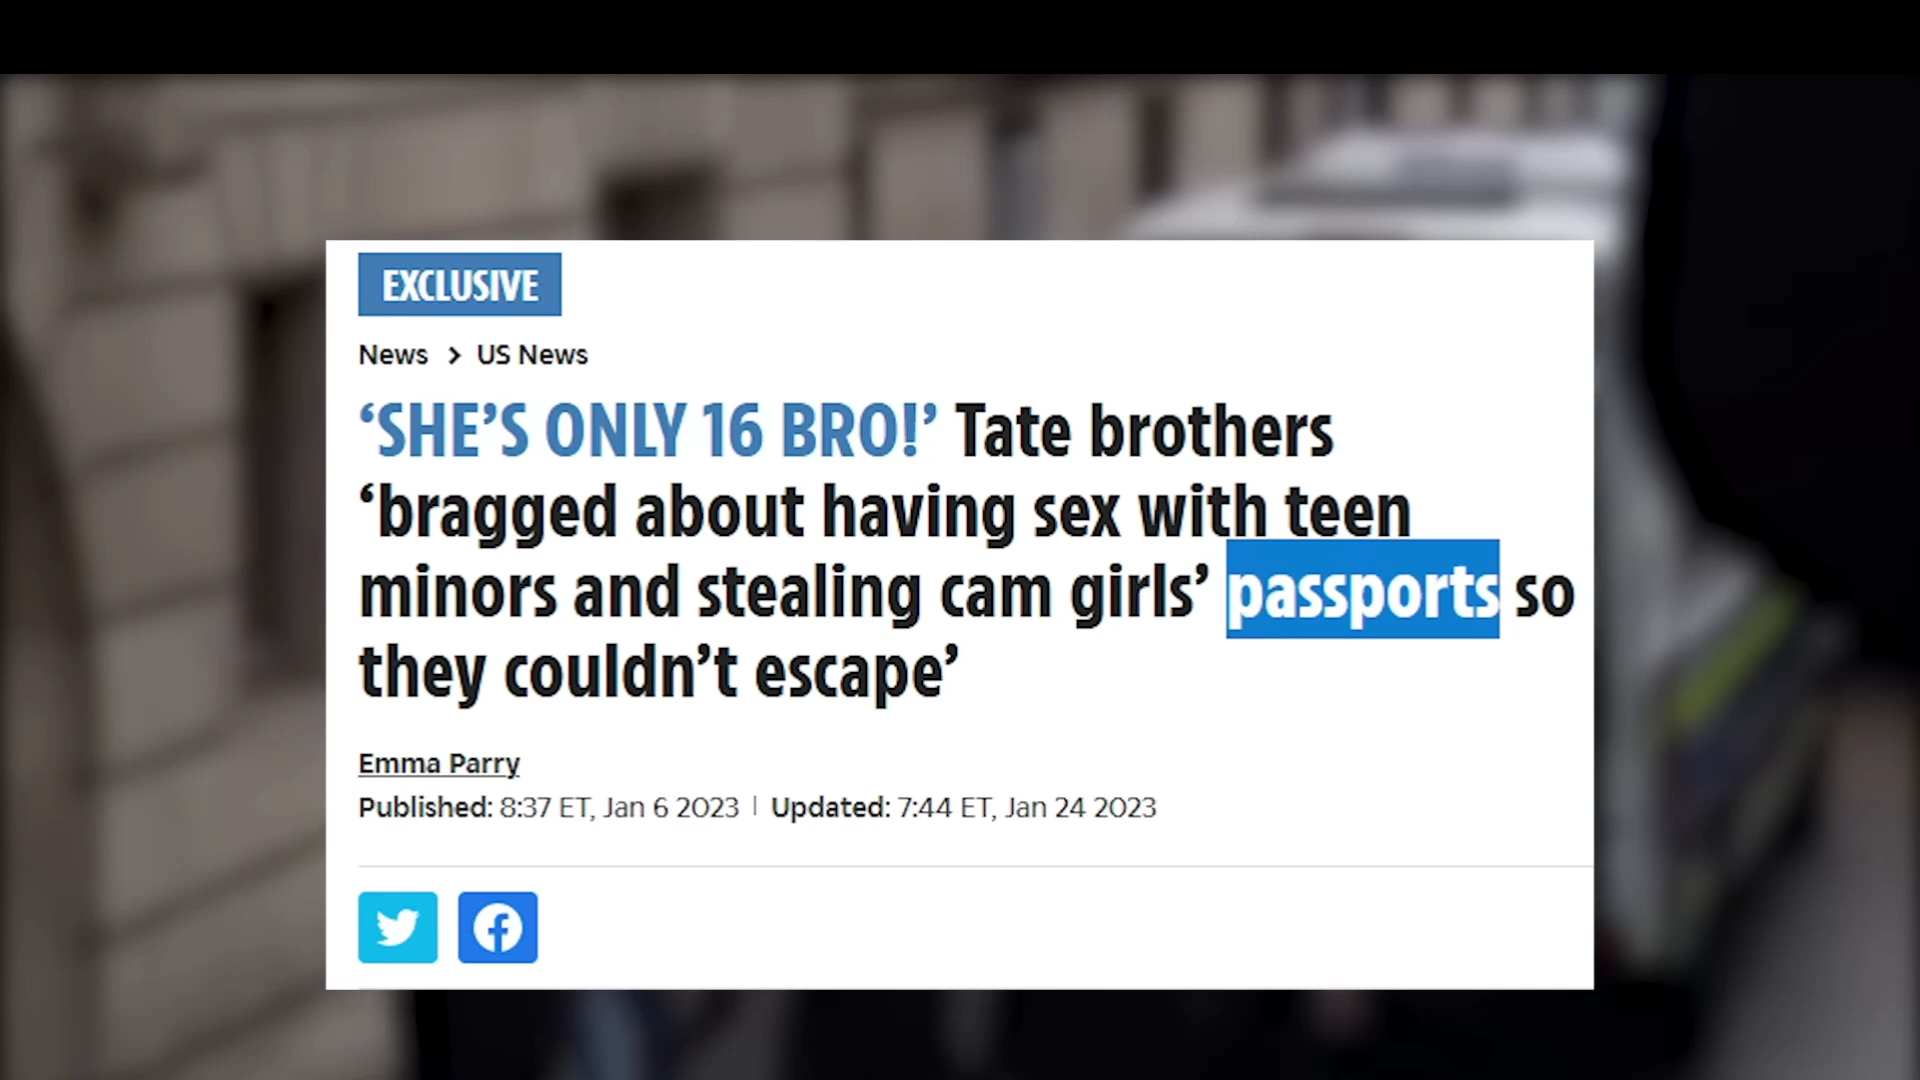 EXCLUSIVE
News > US News
‘SHE’S ONLY 16 BRO!’ Tate brothers
‘bragged about having sex with teen
minors and stealing cam girls’ passports so
they couldn’t escape’
Emma Parry
Published: 8:37 ET, Jan 6 2023 | Updated: 7:44 ET, Jan 24 2023